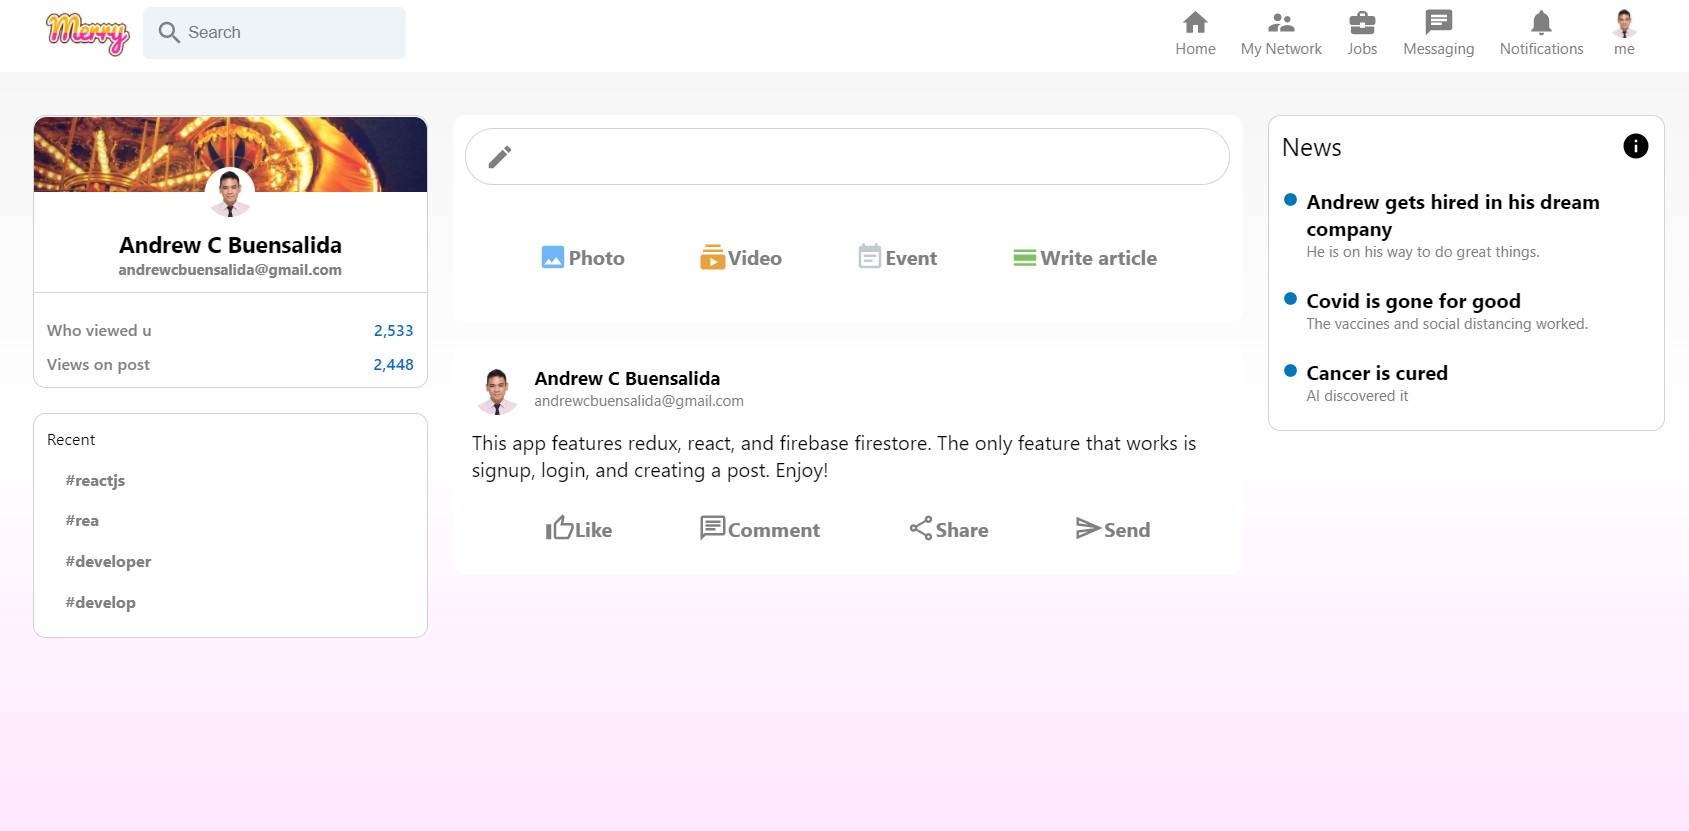 Merry
Search
Home
My Network
Jobs
Messaging
Notifications
me
Andrew C Buensalida
andrewcbuensalida@gmail.com
Who viewed u 2,533
Views on post 2,448
Recent
#reactjs
#rea
#developer
#develop
Photo
Video
Event
Write article
Andrew C Buensalida
andrewcbuensalida@gmail.com
This app features redux, react, and firebase firestore. The only feature that works is
signup, login, and creating a post. Enjoy!
Like
Comment
Share
Send
News
Andrew gets hired in his dream
company
He is on his way to do great things.
Covid is gone for good
The vaccines and social distancing worked.
Cancer is cured
AI discovered it